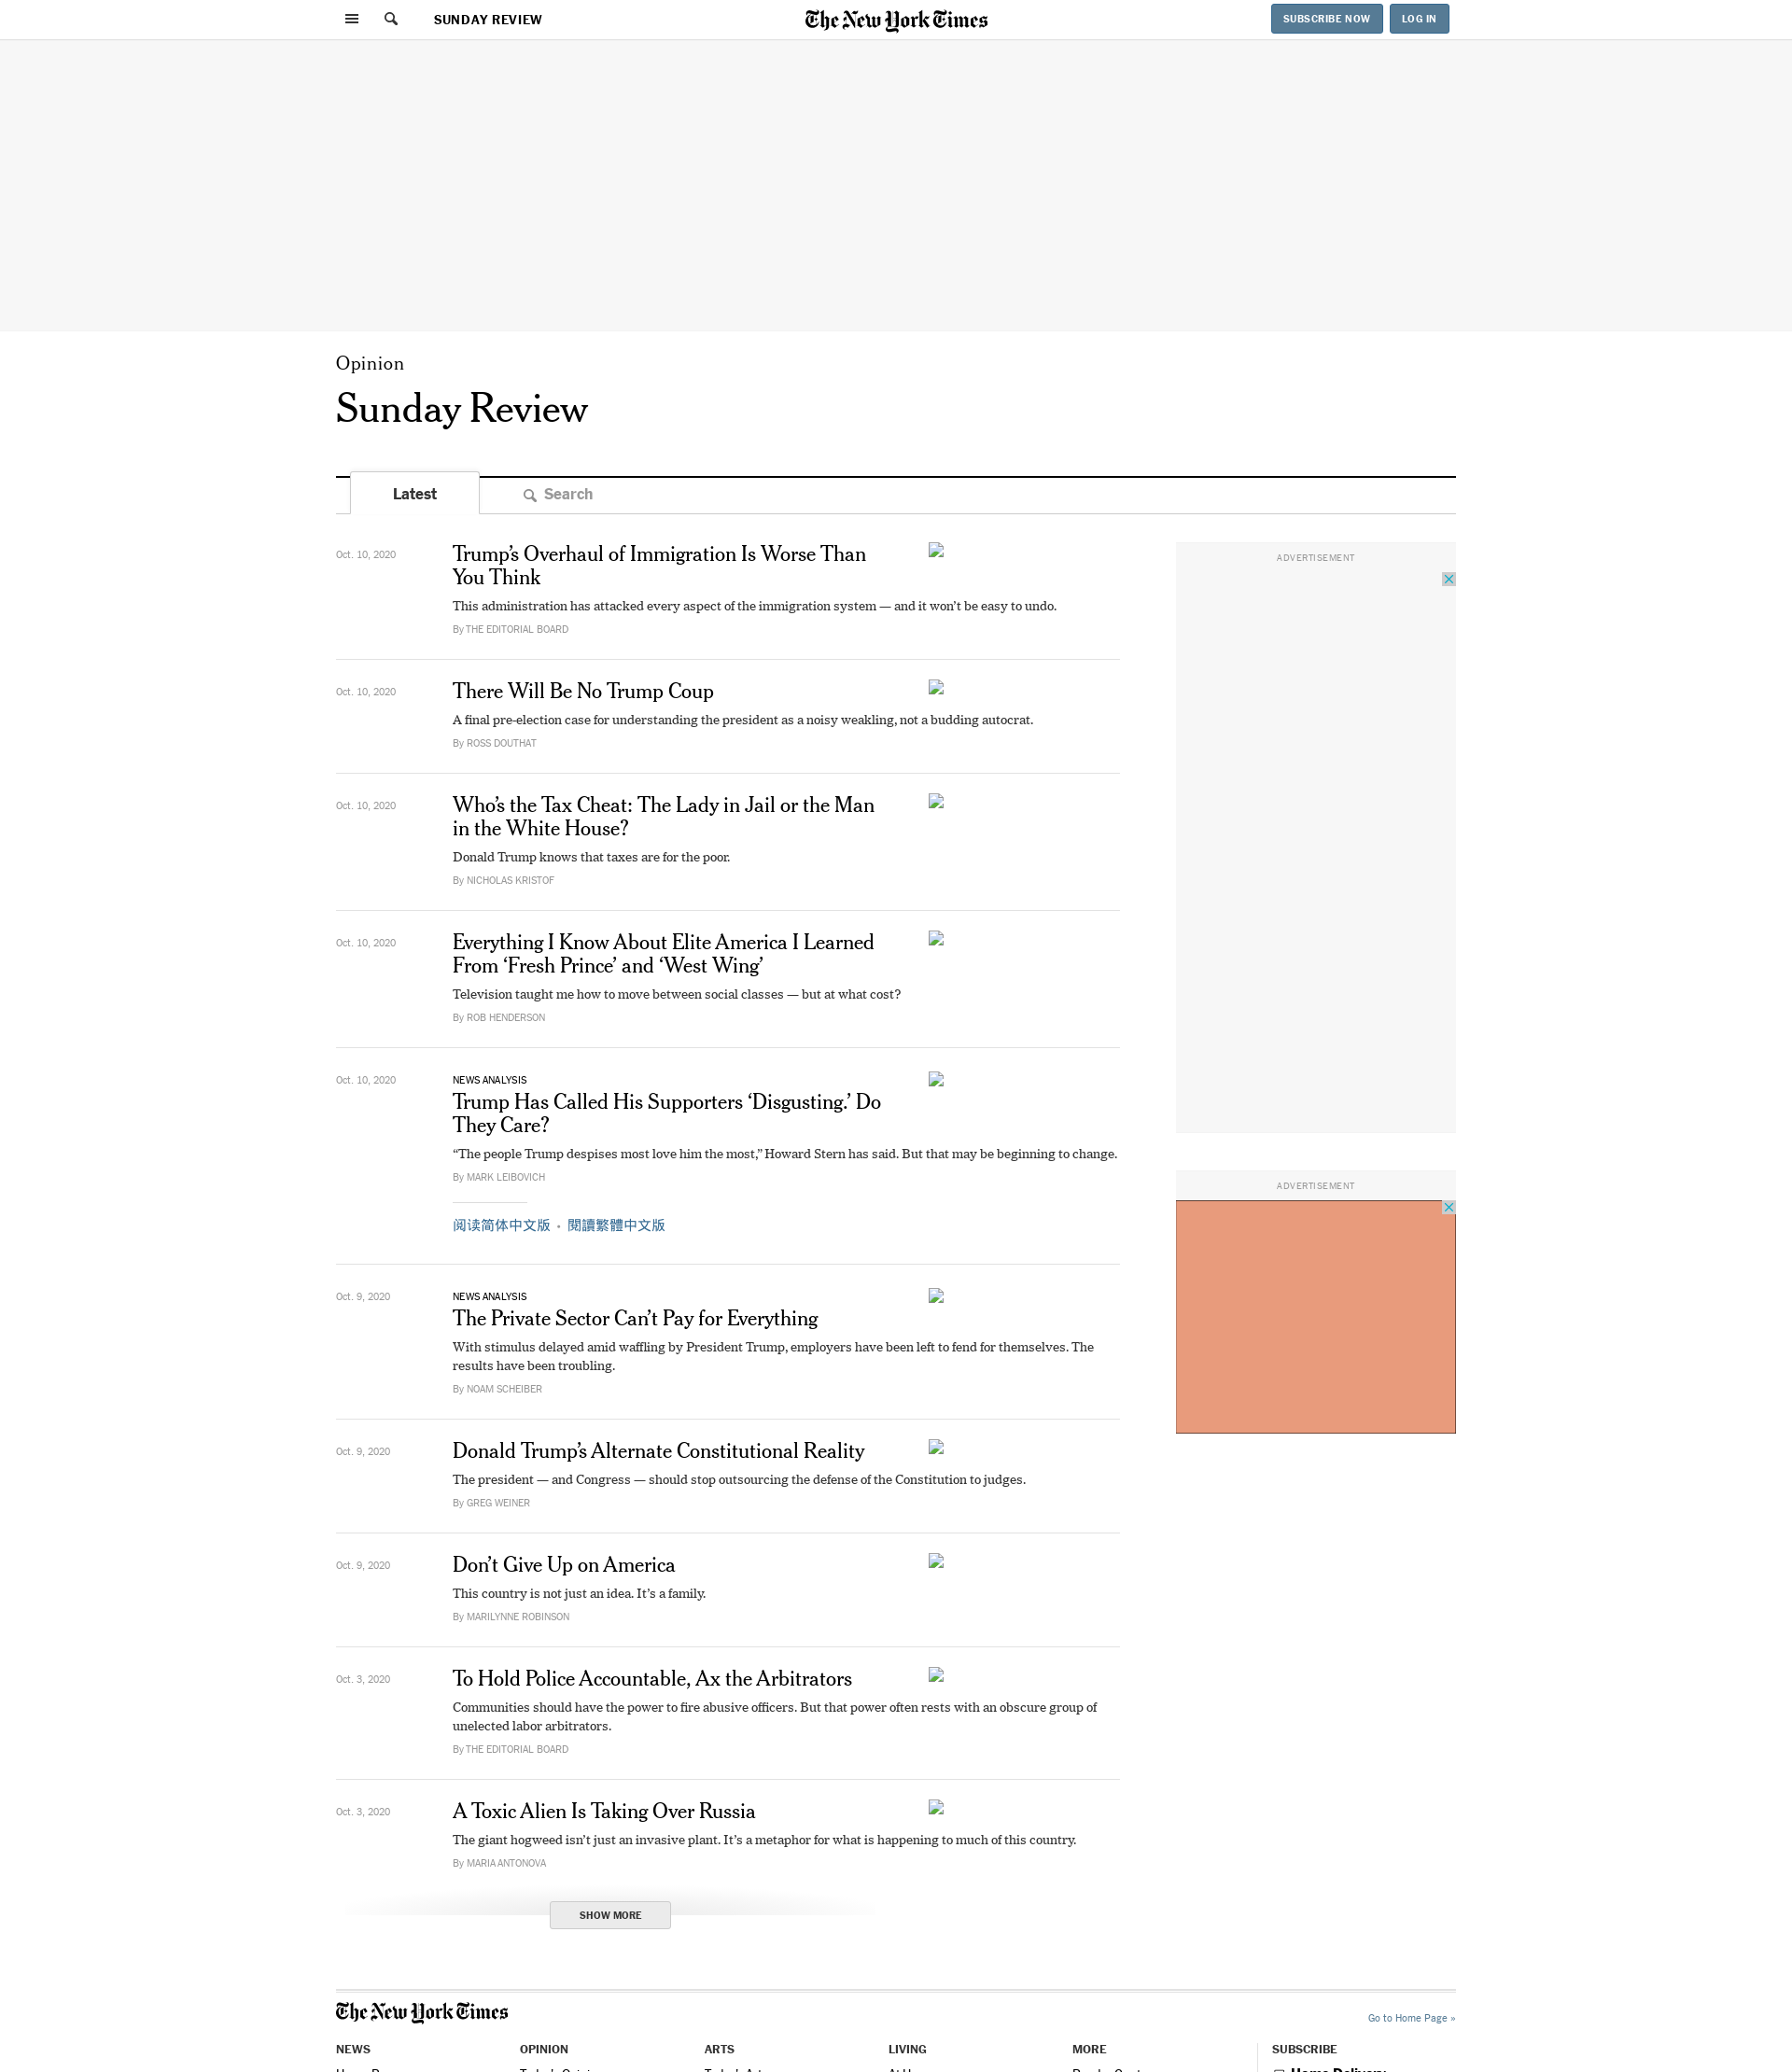 SUNDAY REVIEW
The New York Times
SUBSCRIBE NOW
LOG IN
Opinion
Sunday Review
Latest
Search
Oct. 10, 2020
Trump’s Overhaul of Immigration Is Worse Than
You Think
This administration has attacked every aspect of the immigration system — and it won’t be easy to undo.
By THE EDITORIAL BOARD
Oct. 10, 2020
There Will Be No Trump Coup
A final pre-election case for understanding the president as a noisy weakling, not a budding autocrat.
By ROSS DOUTHAT
Oct. 10, 2020
Who’s the Tax Cheat: The Lady in Jail or the Man
in the White House?
Donald Trump knows that taxes are for the poor.
By NICHOLAS KRISTOF
Oct. 10, 2020
Everything I Know About Elite America I Learned
From ‘Fresh Prince’ and ‘West Wing’
Television taught me how to move between social classes — but at what cost?
By ROB HENDERSON
Oct. 10, 2020
NEWS ANALYSIS
Trump Has Called His Supporters ‘Disgusting.’ Do
They Care?
“The people Trump despises most love him the most,” Howard Stern has said. But that may be beginning to change.
By MARK LEIBOVICH
阅读简体中文版 • 閱讀繁體中文版
Oct. 9, 2020
NEWS ANALYSIS
The Private Sector Can’t Pay for Everything
With stimulus delayed amid waffling by President Trump, employers have been left to fend for themselves. The
results have been troubling.
By NOAM SCHEIBER
Oct. 9, 2020
Donald Trump’s Alternate Constitutional Reality
The president — and Congress — should stop outsourcing the defense of the Constitution to judges.
By GREG WEINER
Oct. 9, 2020
Don’t Give Up on America
This country is not just an idea. It’s a family.
By MARILYNNE ROBINSON
Oct. 3, 2020
To Hold Police Accountable, Ax the Arbitrators
Communities should have the power to fire abusive officers. But that power often rests with an obscure group of
unelected labor arbitrators.
By THE EDITORIAL BOARD
Oct. 3, 2020
A Toxic Alien Is Taking Over Russia
The giant hogweed isn’t just an invasive plant. It’s a metaphor for what is happening to much of this country.
By MARIA ANTONOVA
SHOW MORE
ADVERTISEMENT
ADVERTISEMENT
The New York Times
Go to Home Page »
NEWS
OPINION
ARTS
LIVING
MORE
SUBSCRIBE